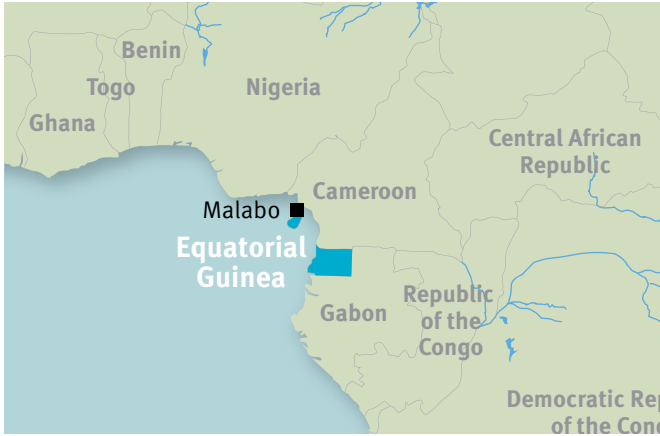 Benin
Togo
Nigeria
Ghana
Central African
Republic
Cameroon
Malabo
Equatorial
Guinea
Republic
of the
Congo
Gabon
Democratic Rep
of the Con